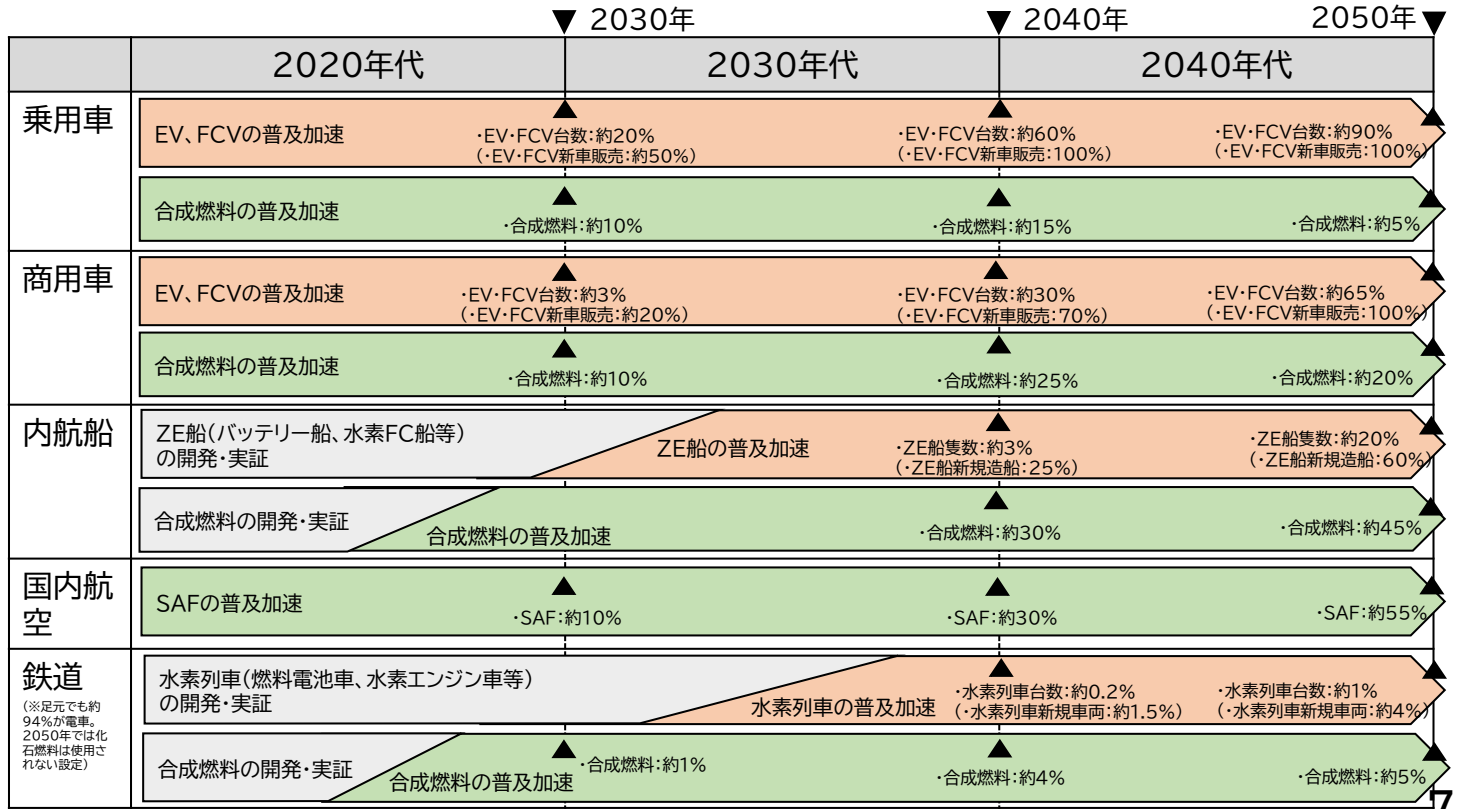 2030年
2040年
2050年
2020年代
2030年代
2040年代
乗用車
EV、FCVの普及加速
・EV・FCV台数:約20%
(・EV・FCV新車販売:約50%)
・EV・FCV台数:約60%
(・EV・FCV新車販売:100%)
・EV・FCV台数:約90%
(・EV・FCV新車販売:100%)
合成燃料の普及加速
・合成燃料:約10%
・合成燃料:約15%
・合成燃料:約5%
商用車
EV、FCVの普及加速
・EV・FCV台数:約3%
(・EV・FCV新車販売:約20%)
・EV・FCV台数:約30%
(・EV・FCV新車販売:70%)
・EV・FCV台数:約65%
(・EV・FCV新車販売:100%)
合成燃料の普及加速
・合成燃料:約10%
・合成燃料:約25%
・合成燃料:約20%
内航船
ZE船(バッテリー船、水素FC船等)
の開発・実証
ZE船の普及加速
・ZE船隻数:約3%
(・ZE船新規造船:25%)
・ZE船隻数:約20%
(・ZE船新規造船:60%)
合成燃料の開発・実証
合成燃料の普及加速
・合成燃料:約30%
・合成燃料:約45%
国内航
空
SAFの普及加速
・SAF:約10%
・SAF:約30%
・SAF:約55%
鉄道
(※足元でも約
94%が電車。
2050年では化
石燃料は使用さ
れない設定)
水素列車(燃料電池車、水素エンジン車等)
の開発・実証
水素列車の普及加速
・水素列車台数:約0.2%
(・水素列車新規車両:約1.5%)
・水素列車台数:約1%
(・水素列車新規車両:約4%)
合成燃料の開発・実証
合成燃料の普及加速
・合成燃料:約1%
・合成燃料:約4%
・合成燃料:約5%
7